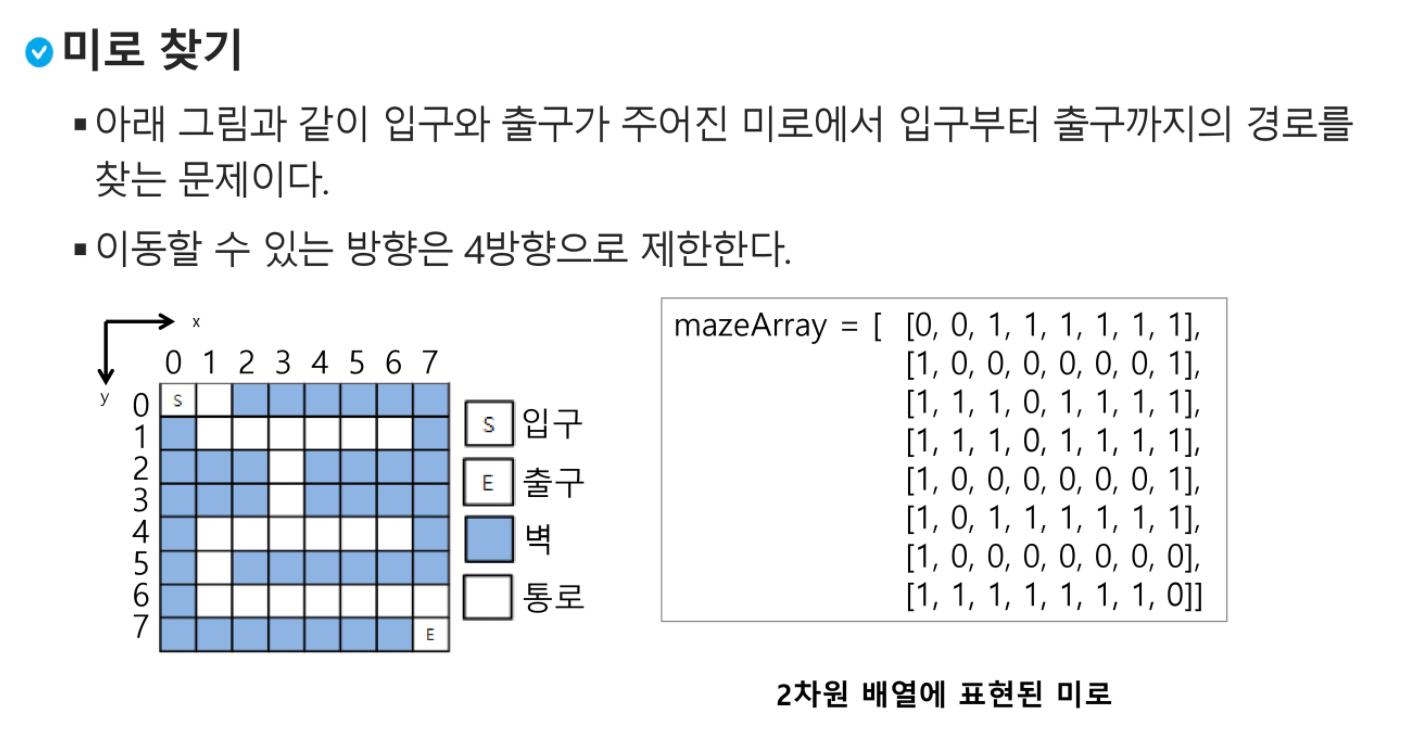 미로 찾기
▪ 아래 그림과 같이 입구와 출구가 주어진 미로에서 입구부터 출구까지의 경로를
찾는 문제이다.
▪ 이동할 수 있는 방향은 4방향으로 제한한다.
x
y
0 1 2 3 4 5 6 7
0
1
2
3
4
5
6
7
S
E
S 입구
E 출구
벽
통로
mazeArray = [ [0, 0, 1, 1, 1, 1, 1, 1],
[1, 0, 0, 0, 0, 0, 0, 1],
[1, 1, 1, 0, 1, 1, 1, 1],
[1, 1, 1, 0, 1, 1, 1, 1],
[1, 0, 0, 0, 0, 0, 0, 1],
[1, 0, 1, 1, 1, 1, 1, 1],
[1, 0, 0, 0, 0, 0, 0, 0],
[1, 1, 1, 1, 1, 1, 1, 0]]
2차원 배열에 표현된 미로